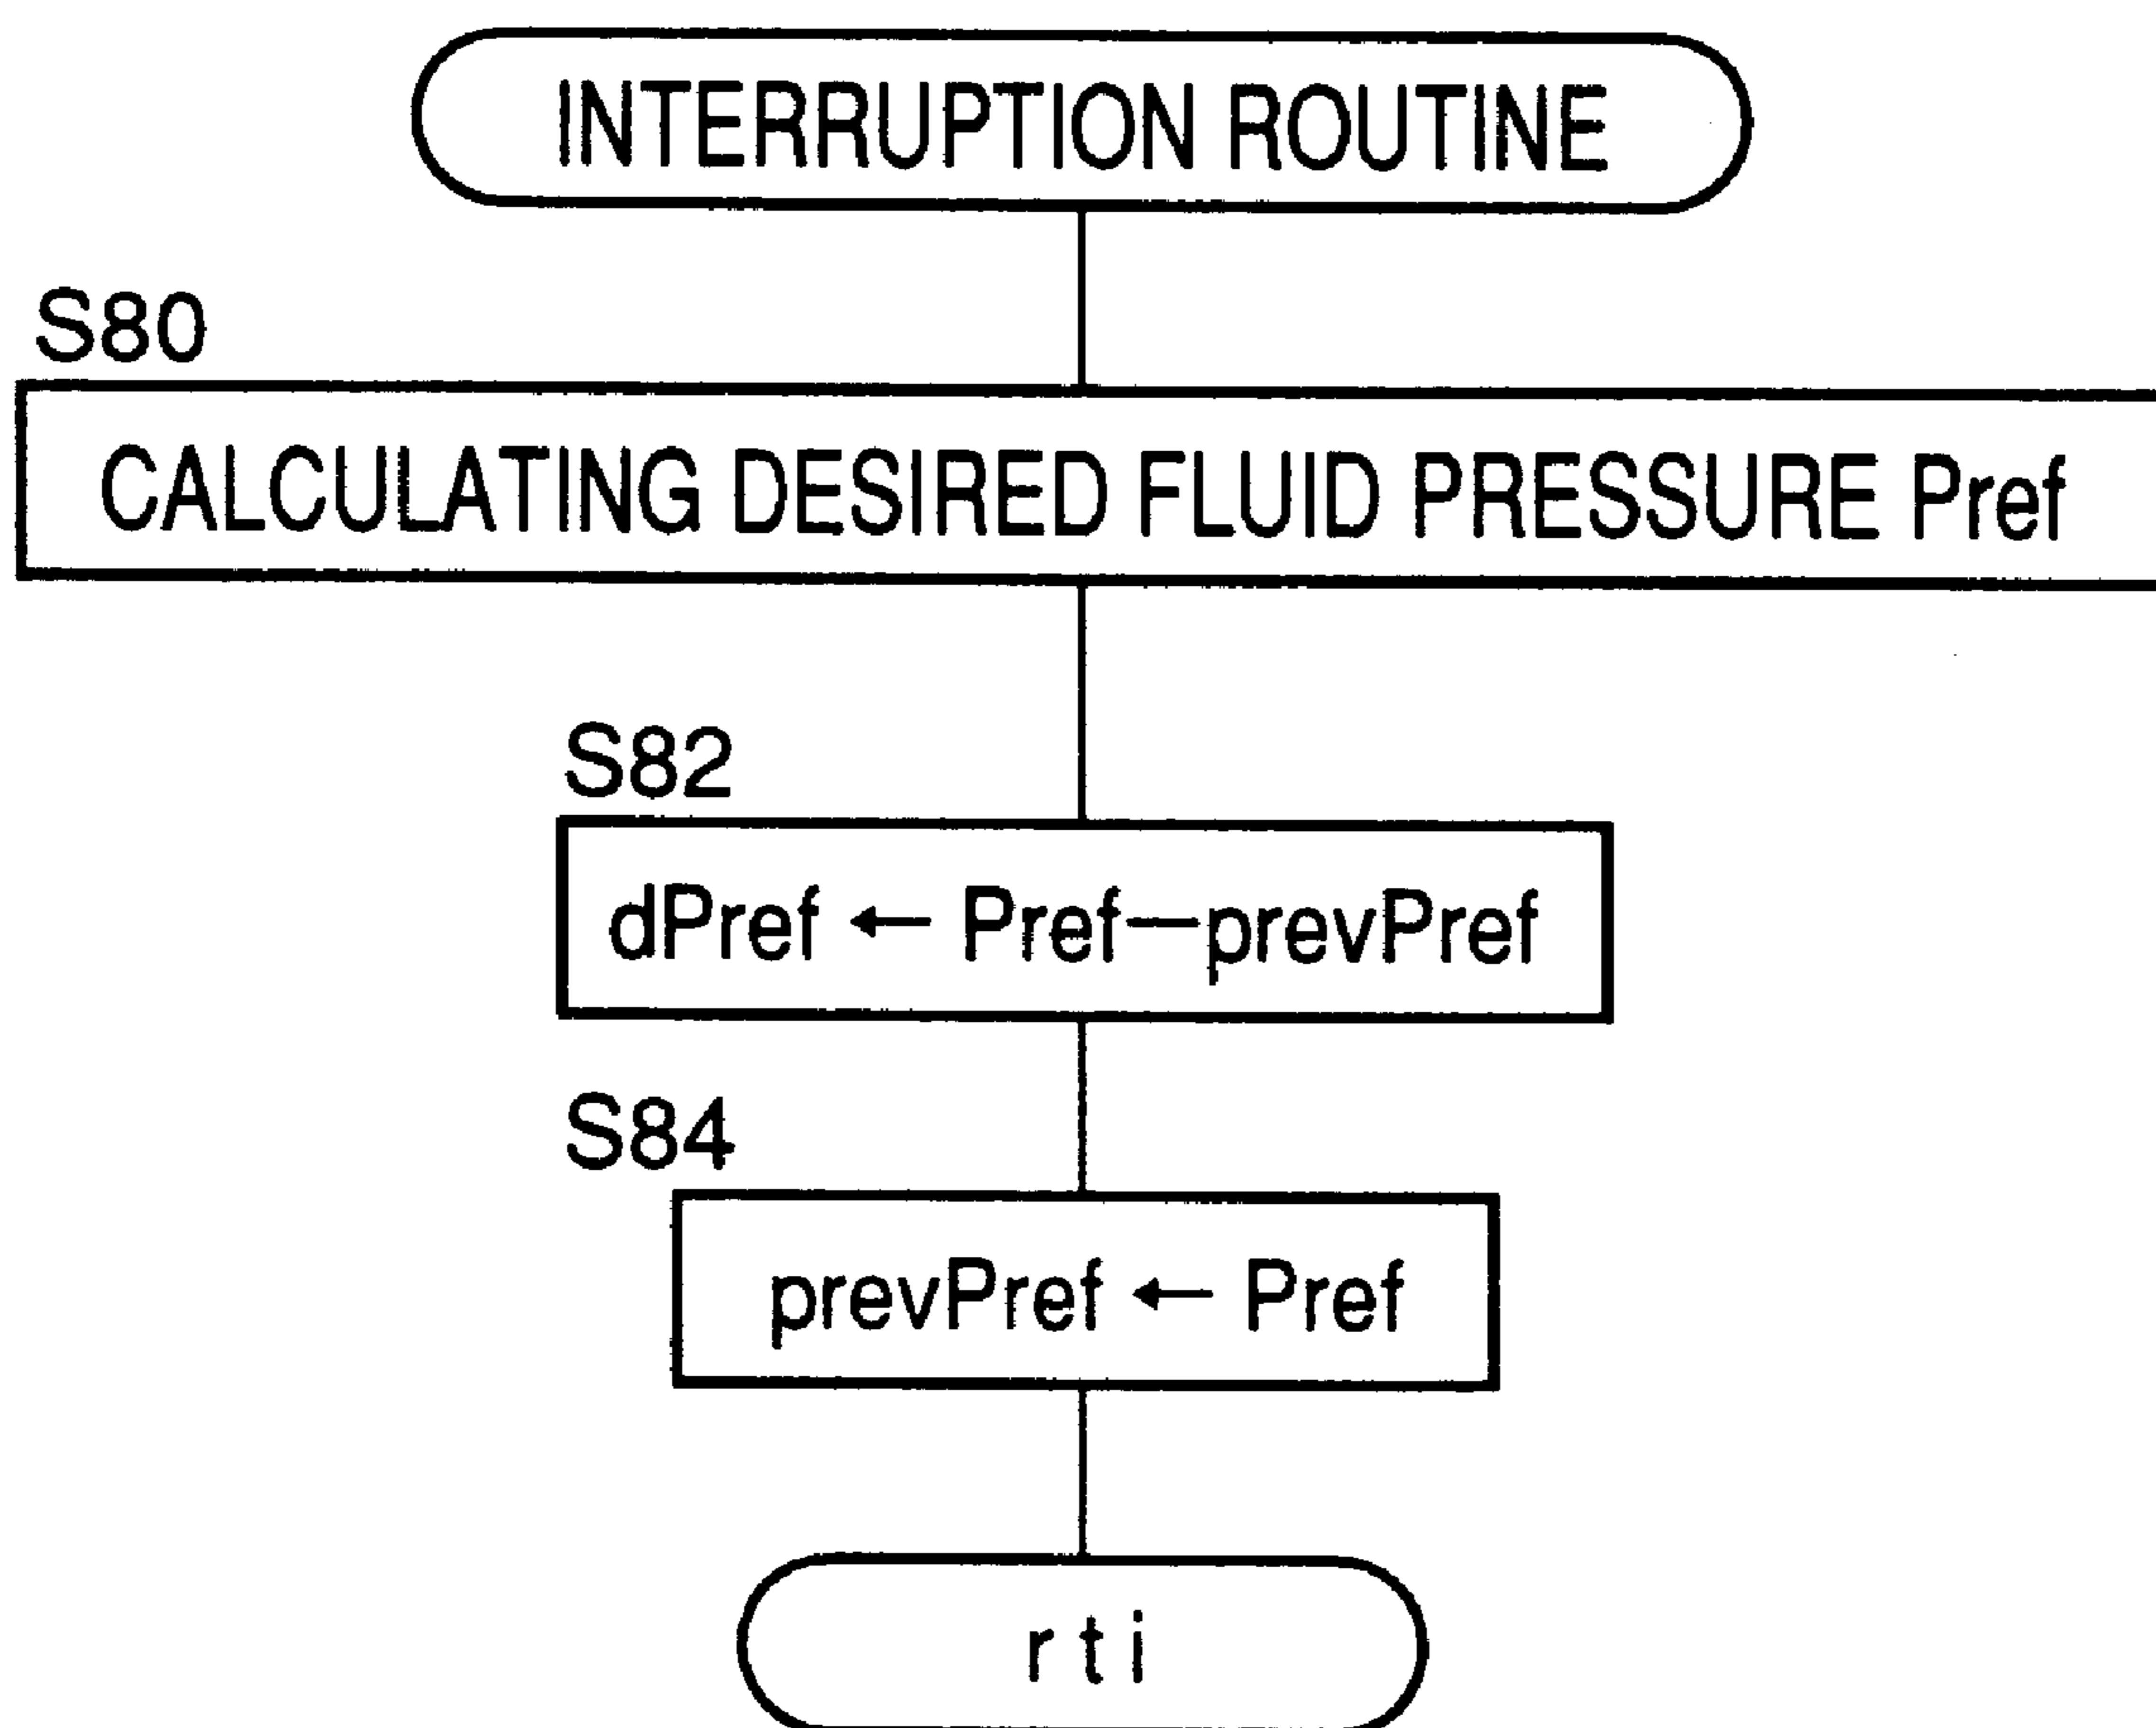 INTERRUPTION ROUTINE
S80
CALCULATING DESIRED FLUID PRESSURE Pref
S82
dPref ← Pref—prevPref
S84
prevPref ← Pref
rti